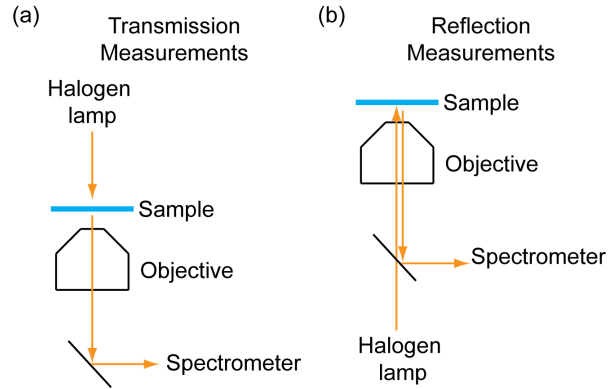 (a)
Transmission
Measurements
Halogen
lamp
Sample
Objective
Spectrometer
(b)
Reflection
Measurements
Sample
Objective
Spectrometer
Halogen
lamp